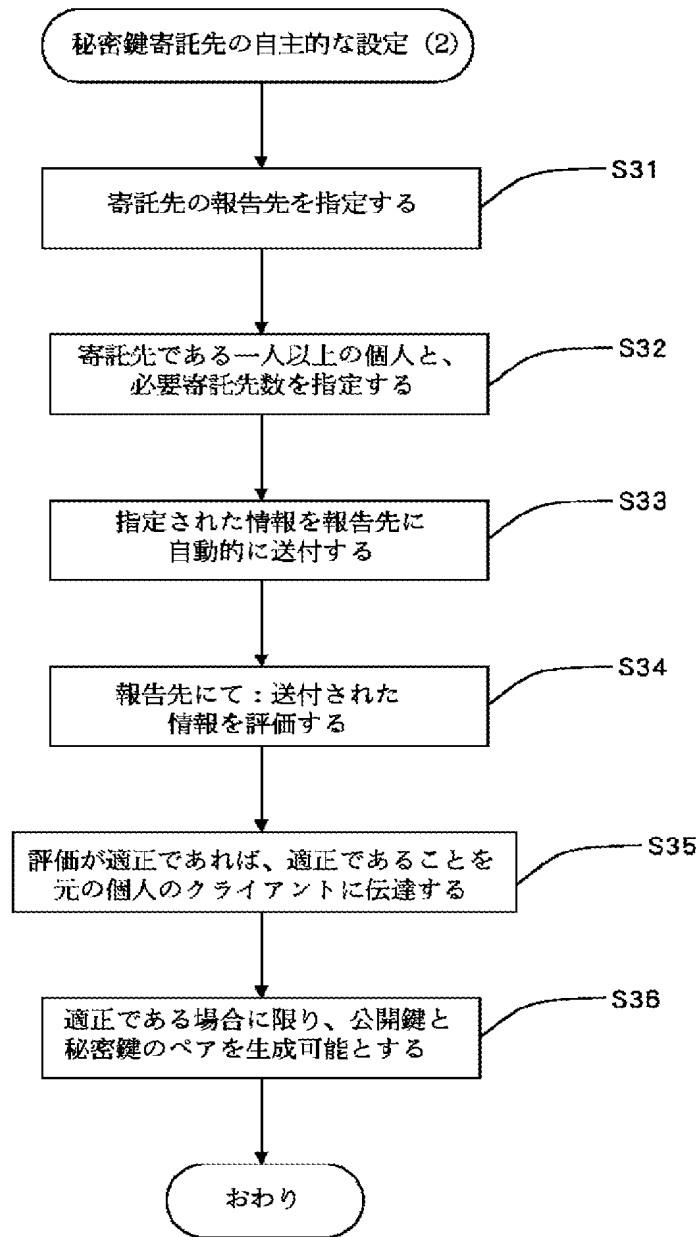 秘密鍵寄託先の自主的な設定（2）
S31
寄託先の報告先を指定する
S32
寄託先である一人以上の個人と、
必要寄託先数を指定する
S33
指定された情報を報告先に
自動的に送付する
S34
報告先にて：送付された
情報を評価する
S35
評価が適正であれば、適正であることを
元の個人のクライアントに伝達する
S36
適正である場合に限り、公開鍵と
秘密鍵のペアを生成可能とする
おわり